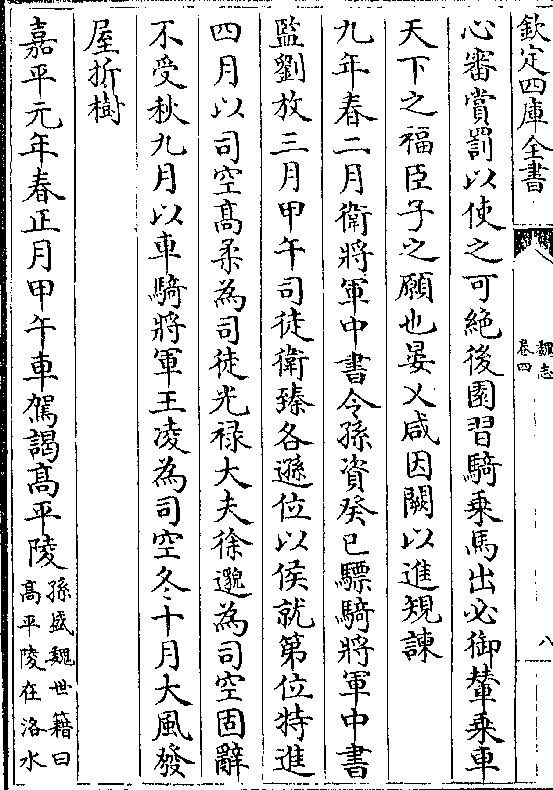 欽定四庫全書
魏志
卷四
八
心審賞罰以使之可絶後園習騎乗馬出必御輦乗車
天下之福臣子之願也晏乂咸因闕以進規諫
九年春二月衛將軍中書令孫資癸巳驃騎將軍中書
監劉放三月甲午司徒衛臻各遜位以侯就第位特進
四月以司空髙柔為司徒光禄大夫徐邈為司空固辭
不受秋九月以車騎將軍王凌為司空冬十月大風發
屋折樹
嘉平元年春正月甲午車駕謁髙平陵
孫盛魏世籍曰
髙平陵在洛水